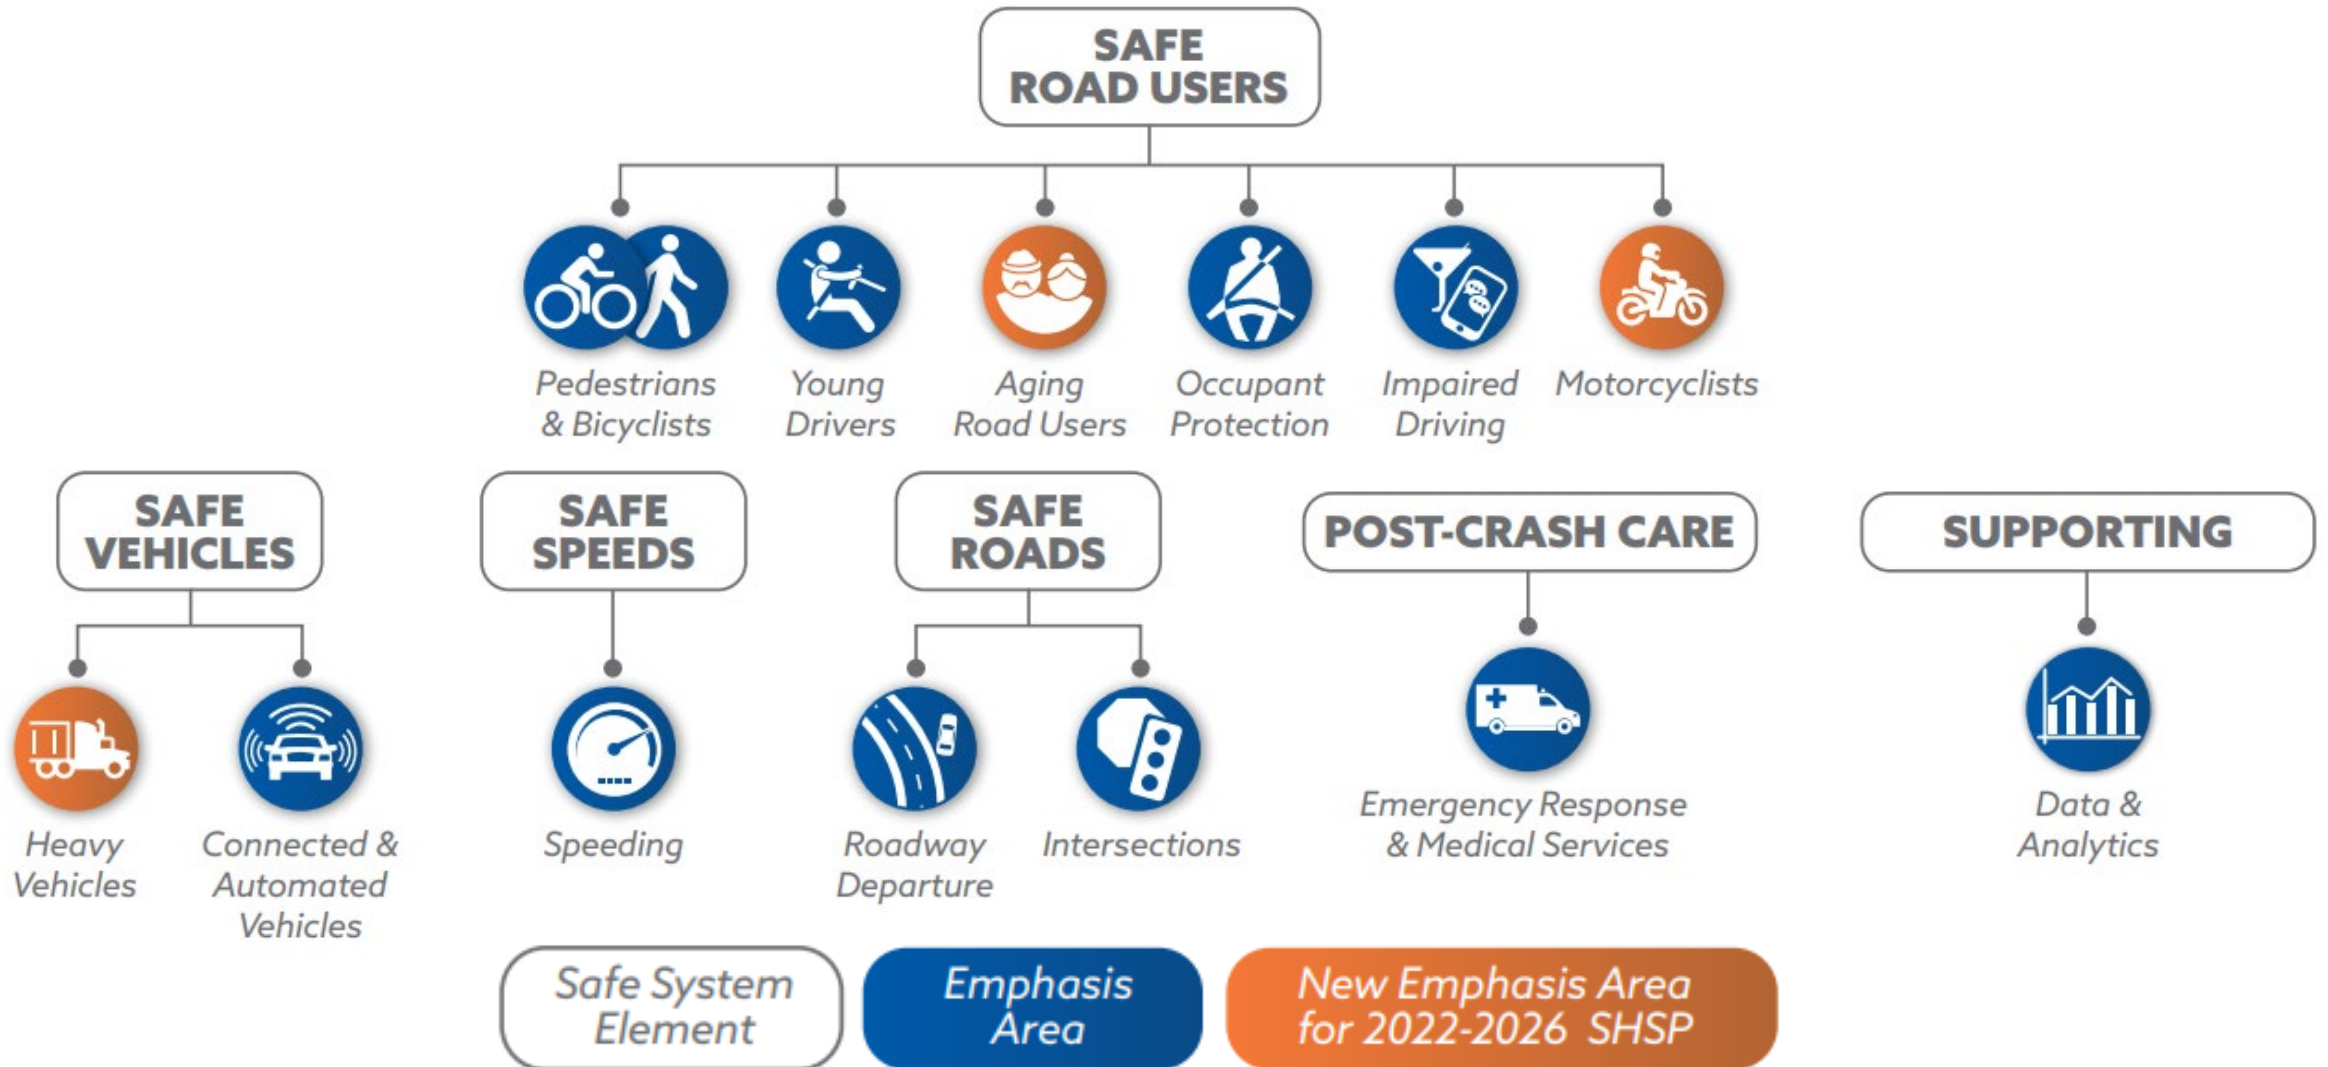 SAFE
ROAD USERS
Pedestrians
& Bicyclists
Young
Drivers
Aging
Road Users
Occupant
Protection
Impaired
Driving
Motorcyclists
SAFE
VEHICLES
SAFE
SPEEDS
SAFE
ROADS
POST-CRASH CARE
SUPPORTING
Heavy
Vehicles
Connected &
Automated
Vehicles
Speeding
Roadway
Departure
Intersections
Emergency Response
& Medical Services
Data &
Analytics
Safe System
Element
Emphasis
Area
New Emphasis Area
for 2022-2026 SHSP